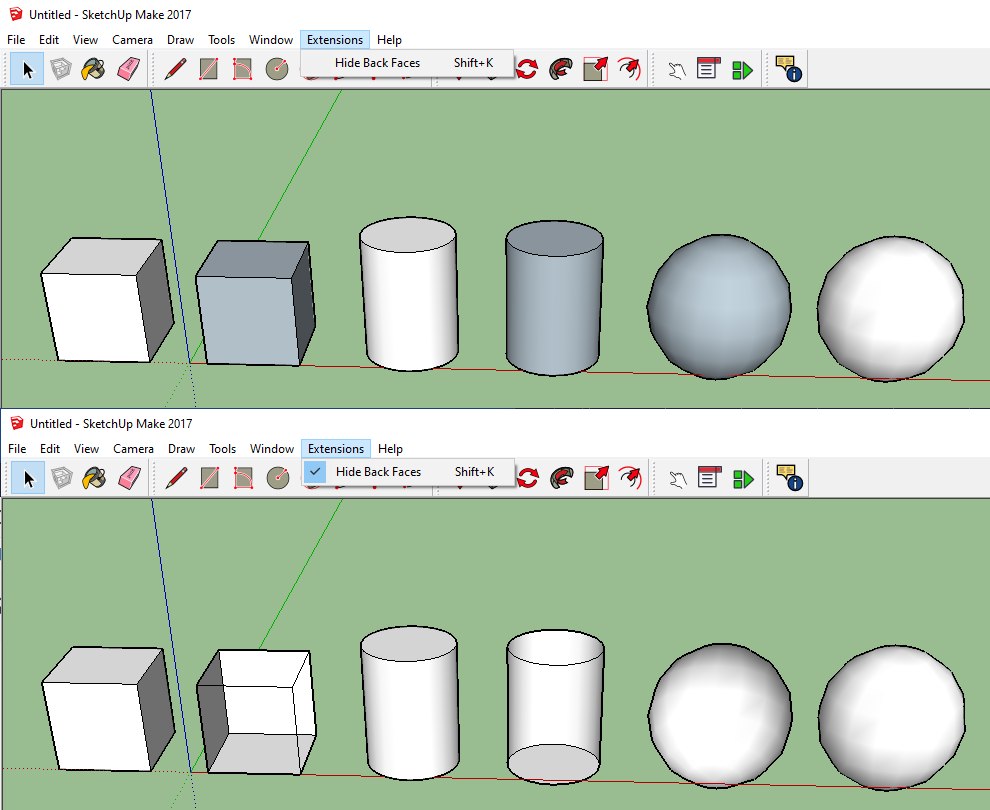 Untitled - SketchUp Make 2017
File Edit View Camera Draw Tools Window Extensions Help
Hide Back Faces Shift+K
Untitled - SketchUp Make 2017
File Edit View Camera Draw Tools Window Extensions Help
Hide Back Faces Shift+K